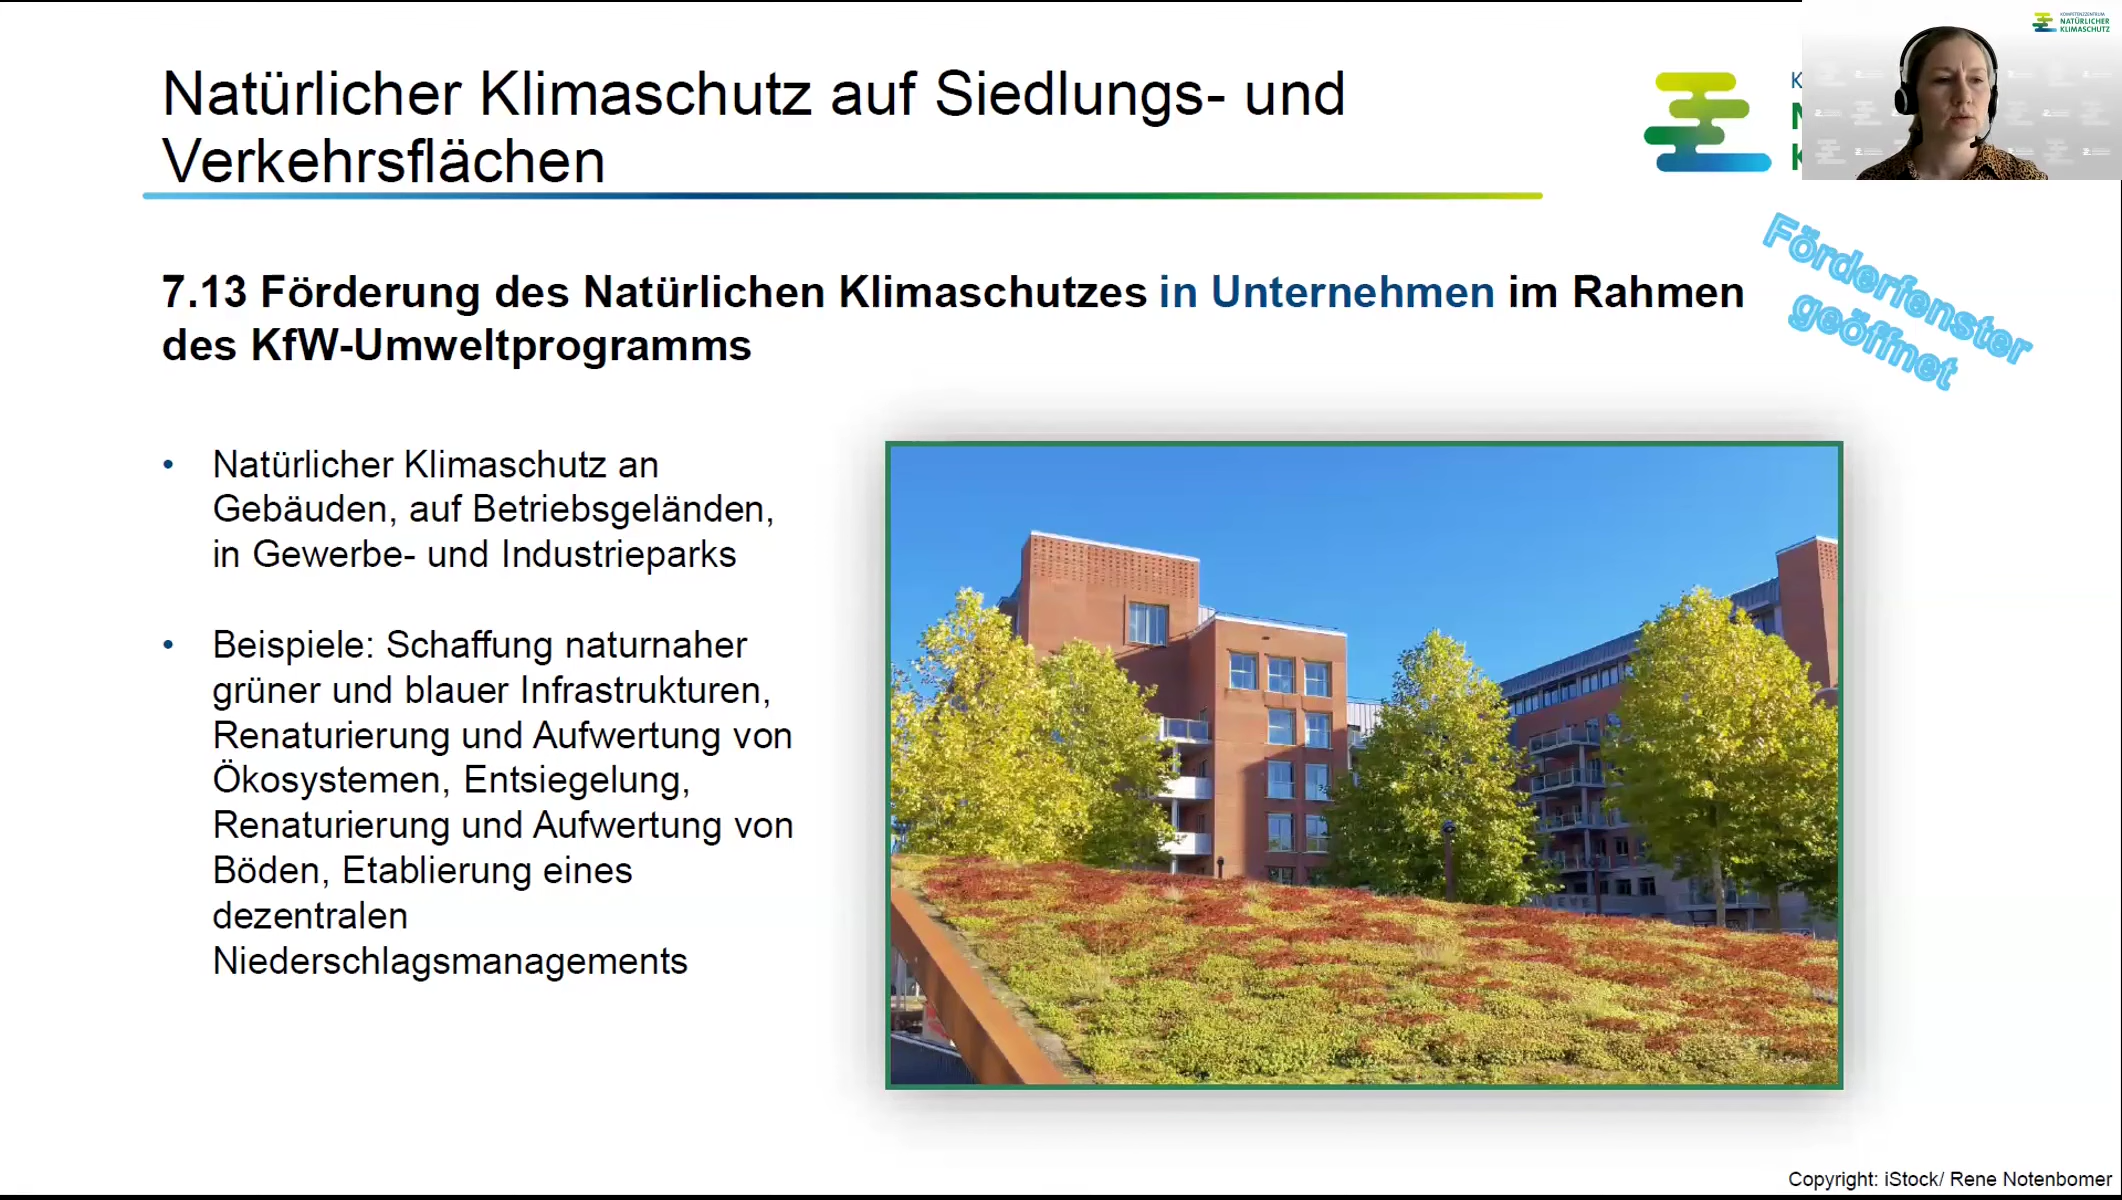 KOMPETENZZENTRUM
NATÜRLICHER
KLIMASCHUTZ
Natürlicher Klimaschutz auf Siedlungs- und
Verkehrsflächen
K
N
K
Förderfenster
geöffnet
7.13 Förderung des Natürlichen Klimaschutzes in Unternehmen im Rahmen
des KfW-Umweltprogramms
• Natürlicher Klimaschutz an
Gebäuden, auf Betriebsgeländen,
in Gewerbe- und Industrieparks
• Beispiele: Schaffung naturnaher
grüner und blauer Infrastrukturen,
Renaturierung und Aufwertung von
Ökosystemen, Entsiegelung,
Renaturierung und Aufwertung von
Böden, Etablierung eines
dezentralen
Niederschlagsmanagements
Copyright: iStock/ Rene Notenbomer